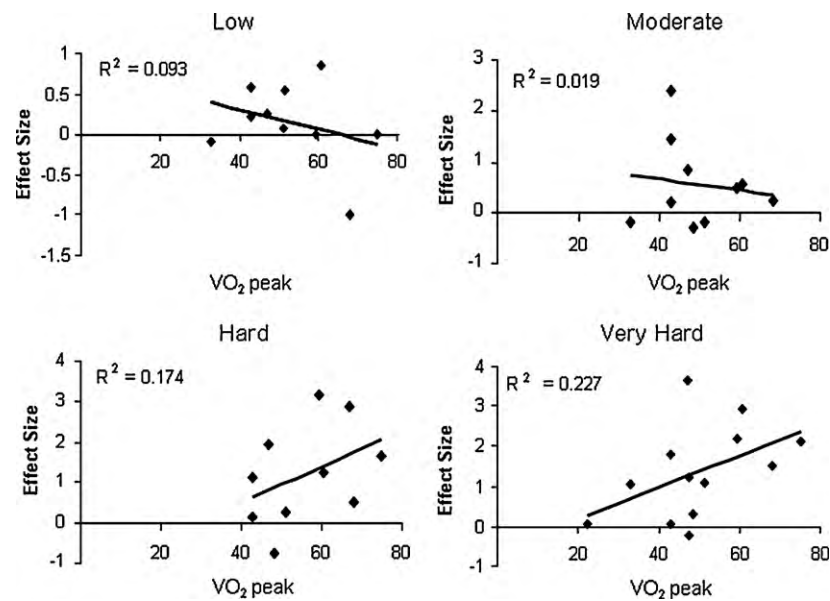 Low
R² = 0.093
Effect Size
1
0.5
0
-0.5
-1
-1.5
20 40 60 80
VO₂ peak
Moderate
R² = 0.019
Effect Size
3
2
1
0
-1
20 40 60 80
VO₂ peak
Hard
R² = 0.174
Effect Size
4
3
2
1
0
-1
20 40 60 80
VO₂ peak
Very Hard
R² = 0.227
Effect Size
4
3
2
1
0
-1
20 40 60 80
VO₂ peak